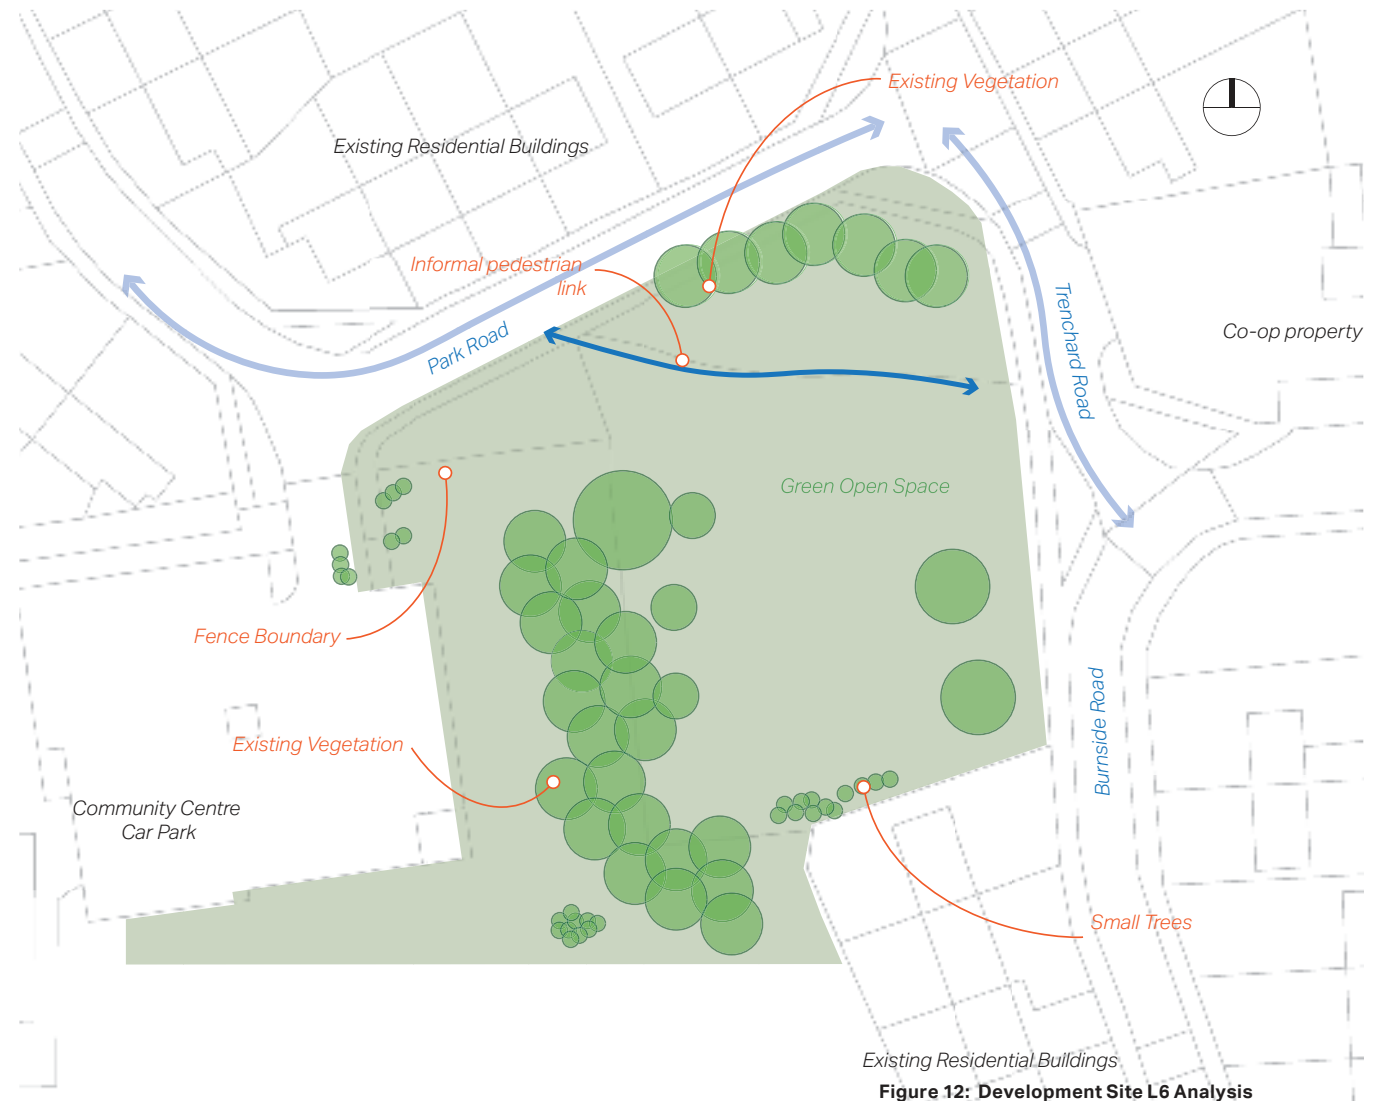 Existing Vegetation
Existing Residential Buildings
Informal pedestrian
link
Park Road
Trenchard Road
Co-op property
Green Open Space
Fence Boundary
Existing Vegetation
Burnside Road
Community Centre
Car Park
Small Trees
Existing Residential Buildings
Figure 12: Development Site L6 Analysis